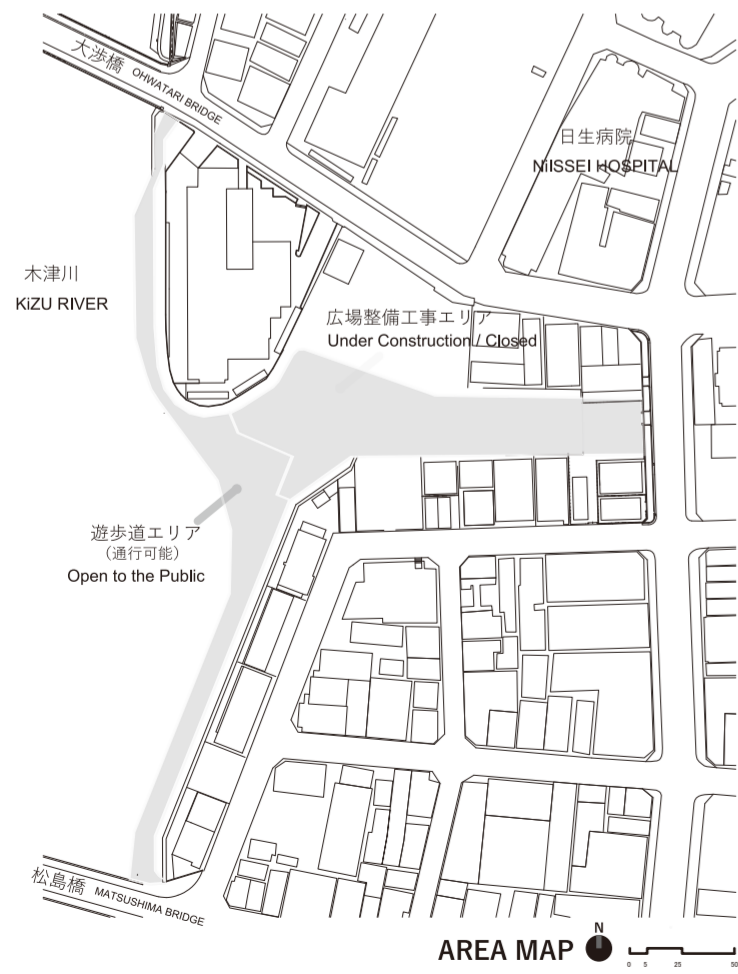 大渉橋 OHWATARI BRIDGE
日生病院
NiISSEI HOSPITAL
木津川
KiZU RIVER
広場整備工事エリア
Under Construction / Closed
遊歩道エリア
(通行可能)
Open to the Public
松島橋 MATSUSHIMA BRIDGE
AREA MAP
N
0 5 25 50